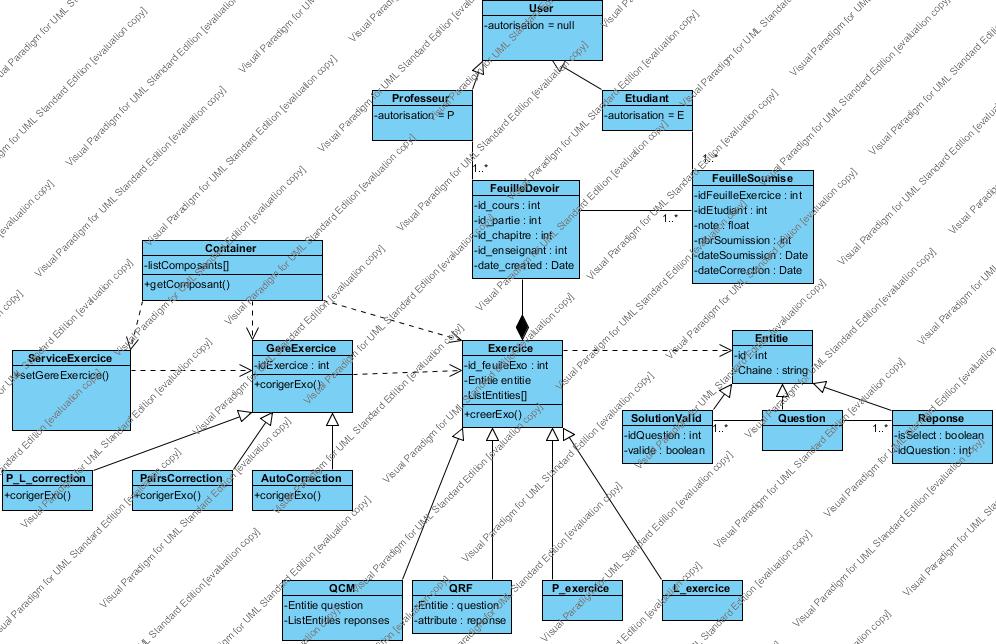 User
-autorisation = null
Professeur
-autorisation = P
Etudiant
-autorisation = E
1..*
1..*
FeuilleDevoir
-id_cours : int
-id_partie : int
-id_chapitre : int
-id_enseignant : int
-date_created : Date
1..*
FeuilleSoumise
-idFeuilleExercice : int
-idEtudiant : int
-note : float
-nbrSoumission : int
-dateSoumission : Date
-dateCorrection : Date
Container
-listComposants[]
+getComposant()
ServiceExercice
+setGereExercice()
GereExercice
-idExercice : int
+corigerExo()
Exercice
-id_feuilleExo : int
-Entitie entitie
-ListEntities[]
+creerExo()
Entitie
-id : int
-Chaine : string
SolutionValid
-idQuestion : int
-valide : boolean
1..*
Question
1..*
Reponse
-isSelect : boolean
-idQuestion : int
P_L_correction
+corigerExo()
PairsCorrection
+corigerExo()
AutoCorrection
+corigerExo()
QCM
-Entitie question
-ListEntities reponses
QRF
-Entitie : question
-attribute : reponse
P_exercice
L_exercice
Visual Paradigm for UML Standard Edition [evaluation copy]